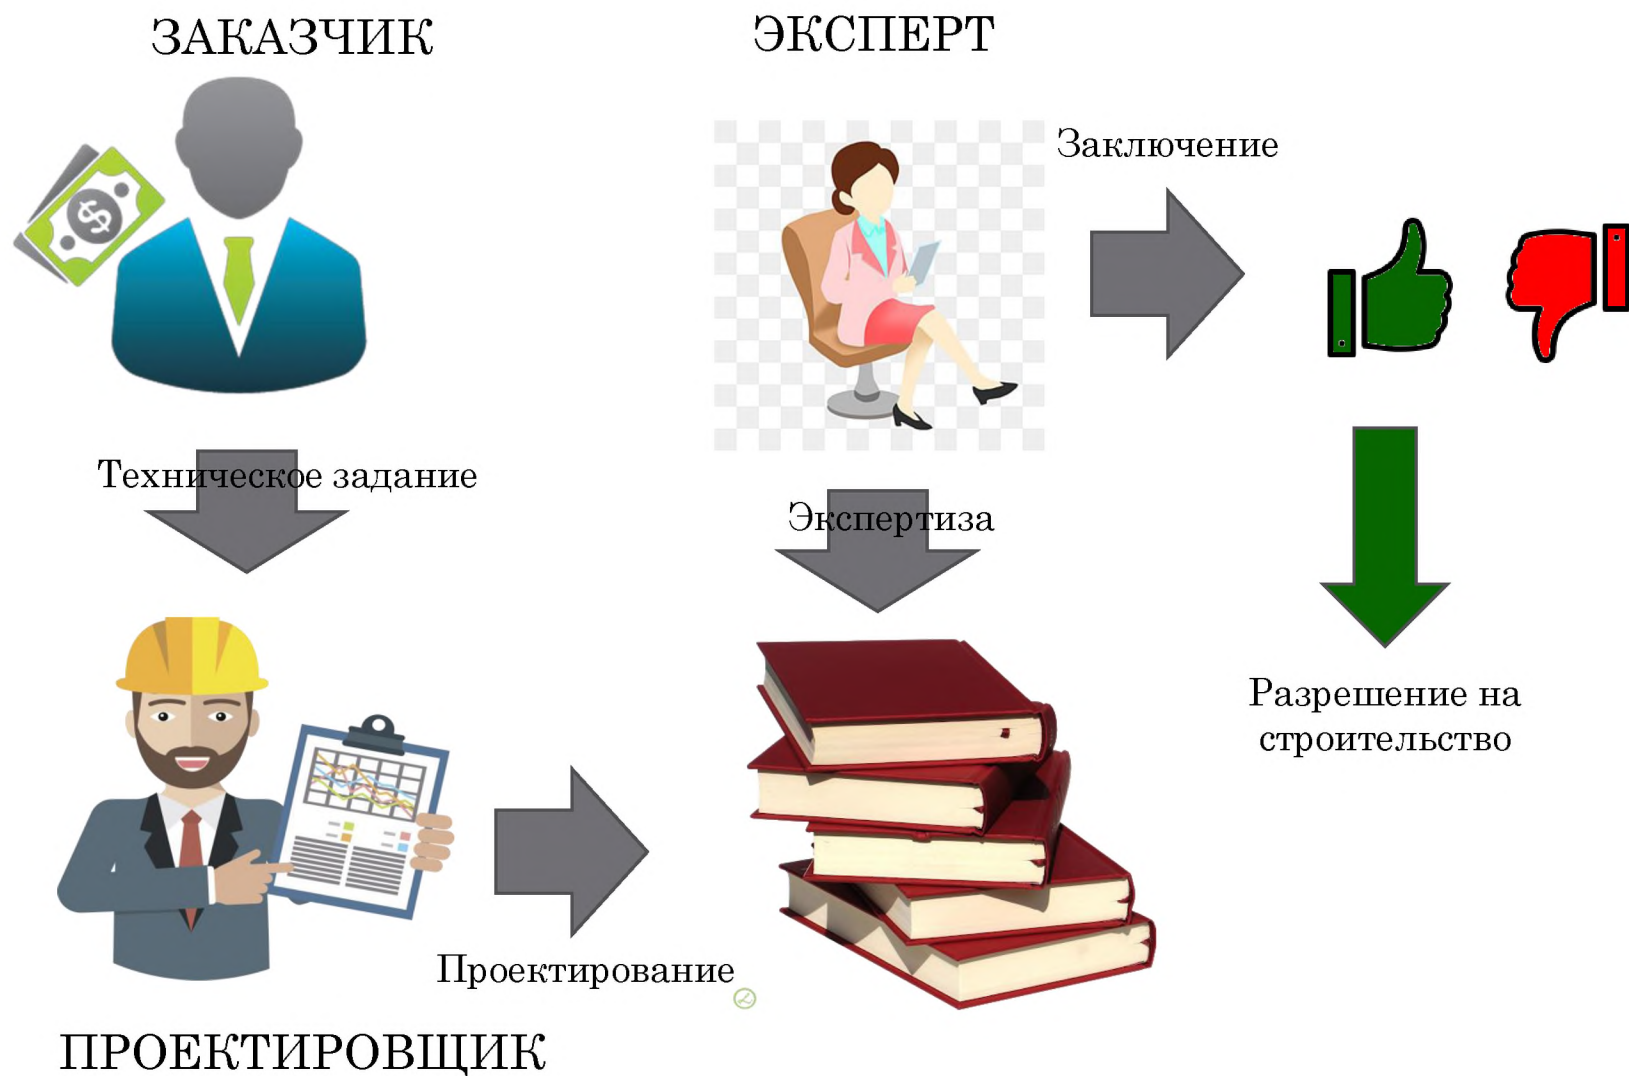 ЗАКАЗЧИК
ЭКСПЕРТ
Заключение
Техническое задание
Экспертиза
Разрешение на
строительство
Проектирование
ПРОЕКТИРОВЩИК